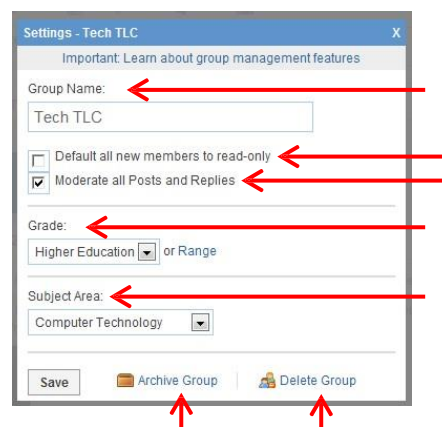 Settings - Tech TLC X
Important: Learn about group management features
Group Name:
Tech TLC
Default all new members to read-only
Moderate all Posts and Replies
Grade:
Higher Education or Range
Subject Area:
Computer Technology
Save Archive Group Delete Group